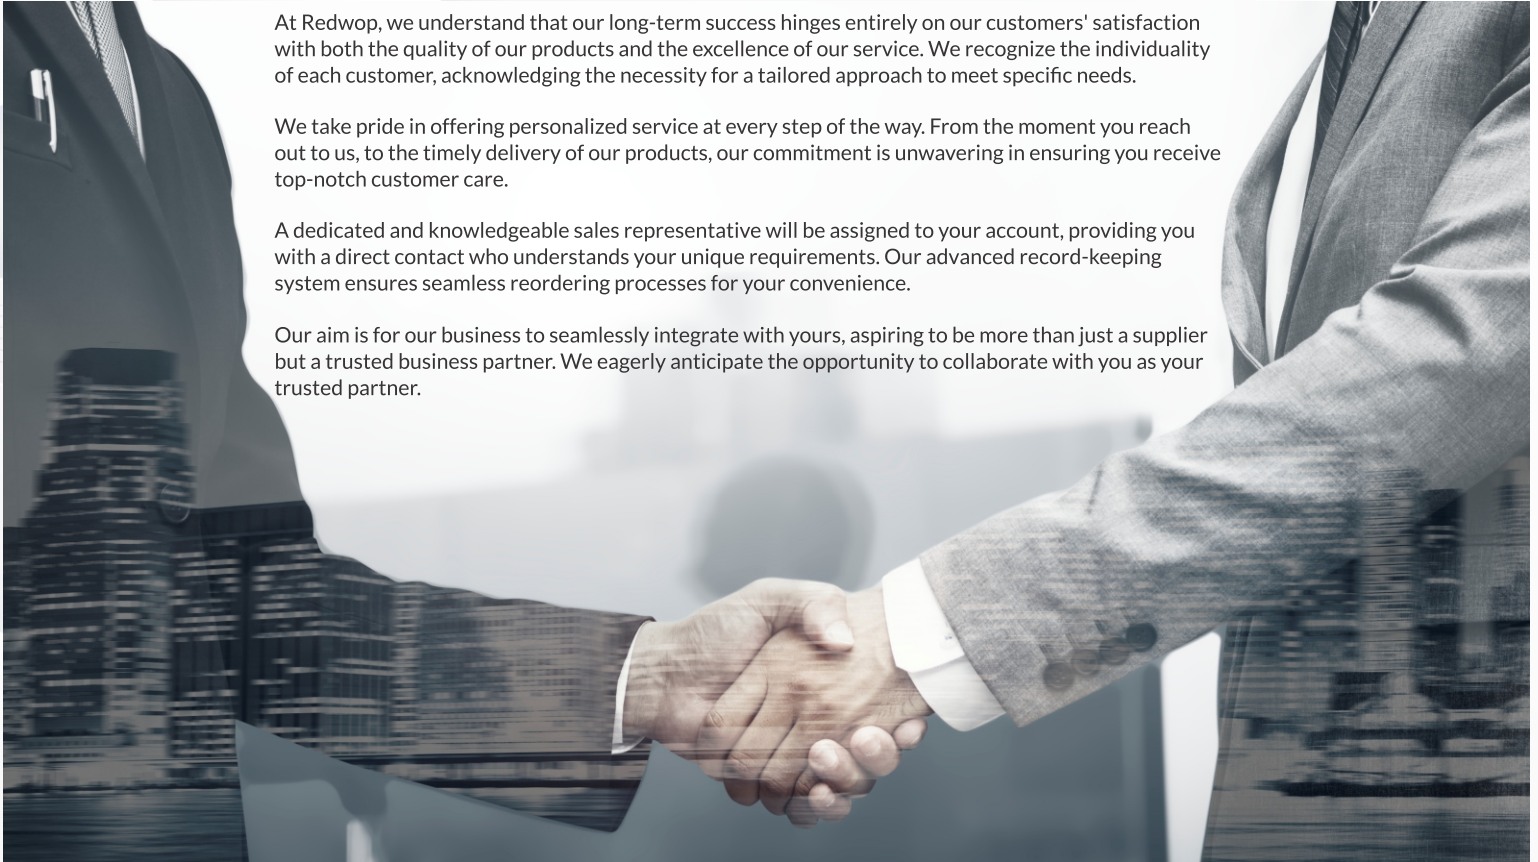 At Redwop, we understand that our long-term success hinges entirely on our customers' satisfaction
with both the quality of our products and the excellence of our service. We recognize the individuality
of each customer, acknowledging the necessity for a tailored approach to meet specific needs.
We take pride in offering personalized service at every step of the way. From the moment you reach
out to us, to the timely delivery of our products, our commitment is unwavering in ensuring you receive
top-notch customer care.
A dedicated and knowledgeable sales representative will be assigned to your account, providing you
with a direct contact who understands your unique requirements. Our advanced record-keeping
system ensures seamless reordering processes for your convenience.
Our aim is for our business to seamlessly integrate with yours, aspiring to be more than just a supplier
but a trusted business partner. We eagerly anticipate the opportunity to collaborate with you as your
trusted partner.